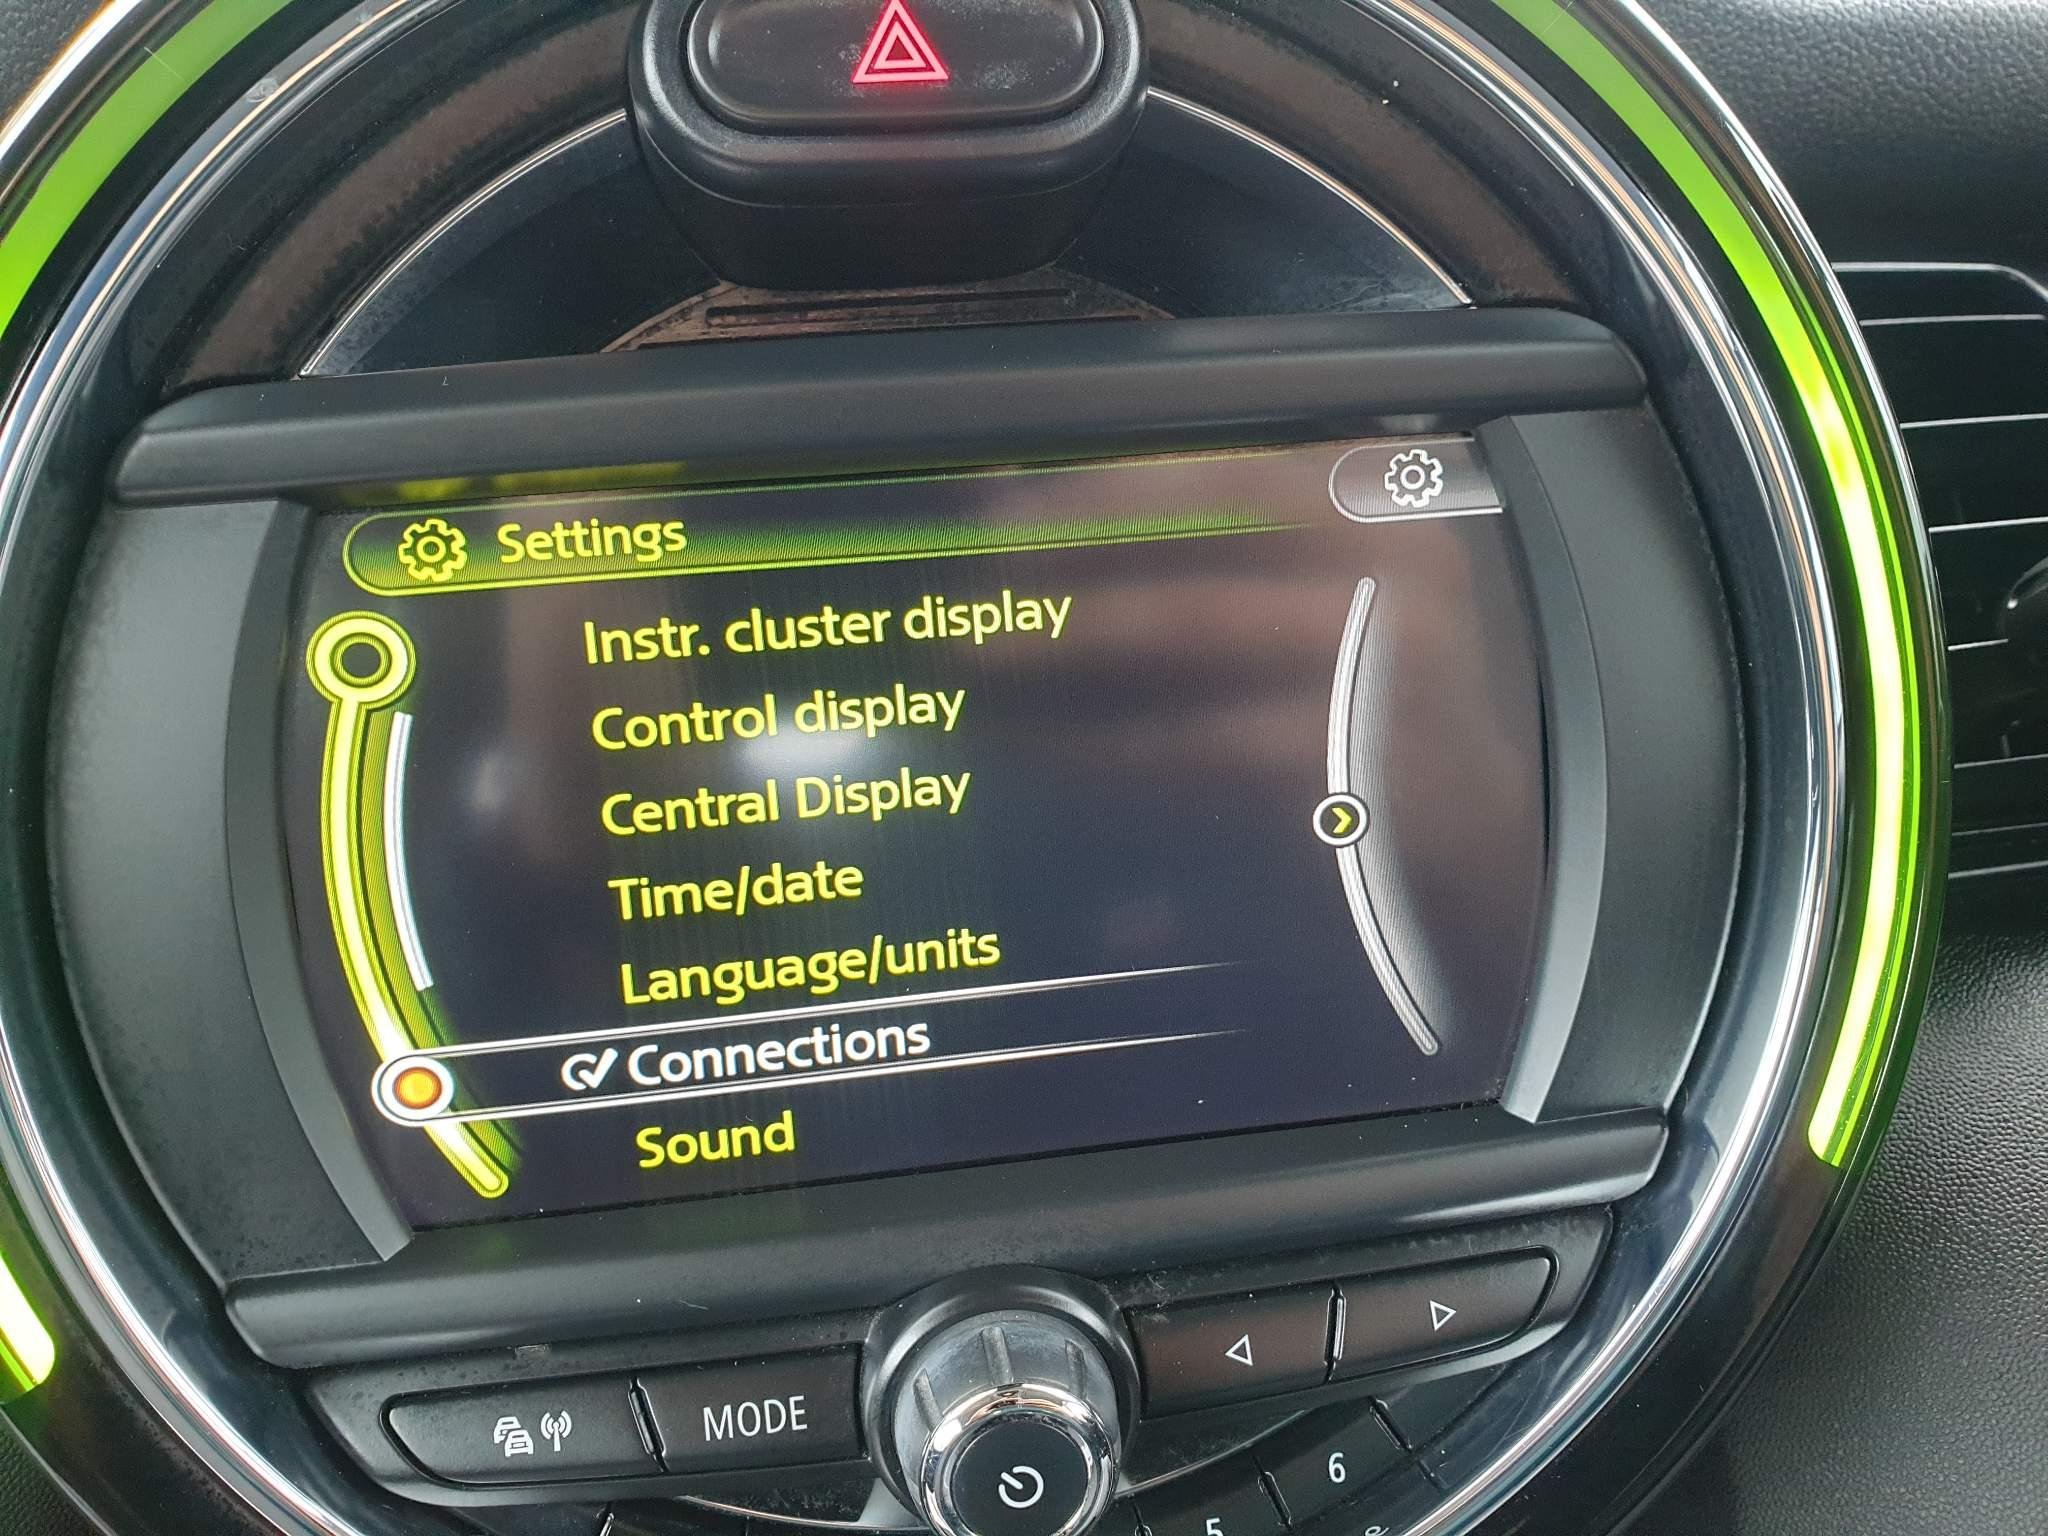 Settings
Instr. cluster display
Control display
Central Display
Time/date
Language/units
Connections
Sound
MODE
6
5